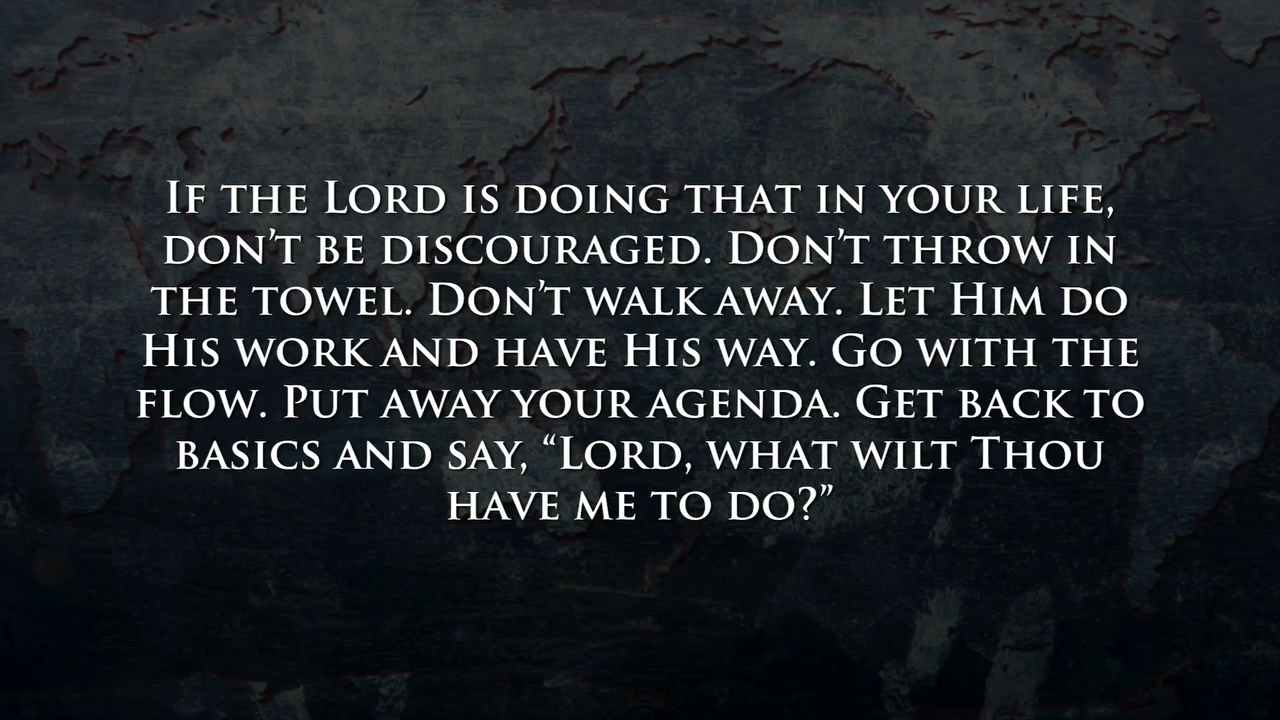 If the Lord is doing that in your life,
don’t be discouraged. Don’t throw in
the towel. Don’t walk away. Let Him do
His work and have His way. Go with the
flow. Put away your agenda. Get back to
basics and say, “Lord, what wilt Thou
have me to do?”